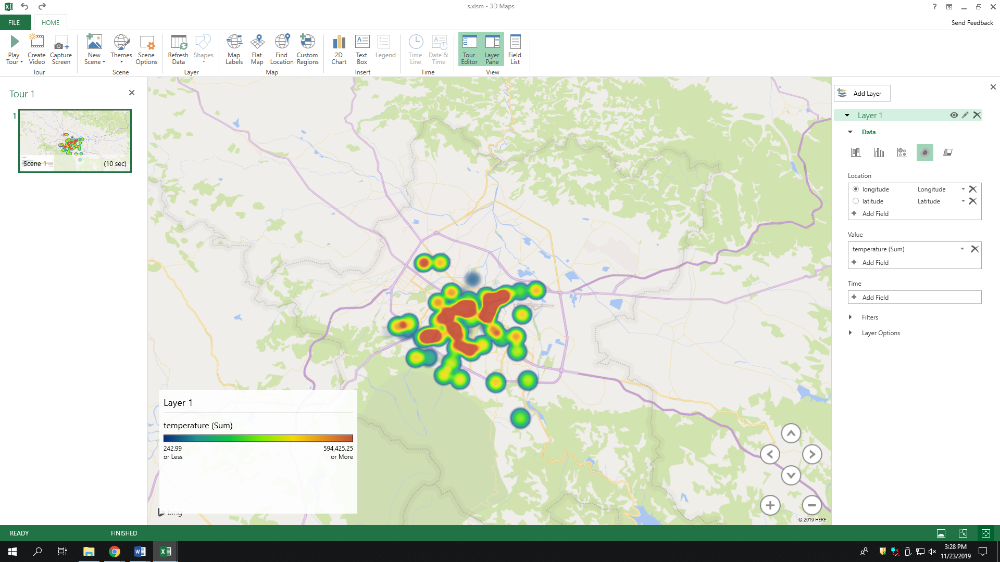 s.xlsm - 3D Maps
FILE
HOME
Send Feedback
Play Tour
Create Video
Capture Screen
Tour
New Scene
Themes
Scene Options
Scene
Refresh Data
Shapes
Layer
Map Labels
Flat Map
Find Location
Custom Regions
Map
2D Chart
Text Box
Legend
Insert
Time Line
Date & Time
Time
Tour Editor
Layer Pane
Field List
View
Tour 1
1
Scene 1
(10 sec)
Layer 1
temperature (Sum)
242.99
or Less
594,425.25
or More
bing
© 2019 HERE
Add Layer
Layer 1
Data
Location
longitude Longitude
latitude Latitude
Add Field
Value
temperature (Sum)
Add Field
Time
Add Field
Filters
Layer Options
READY
FINISHED
3:28 PM
11/23/2019